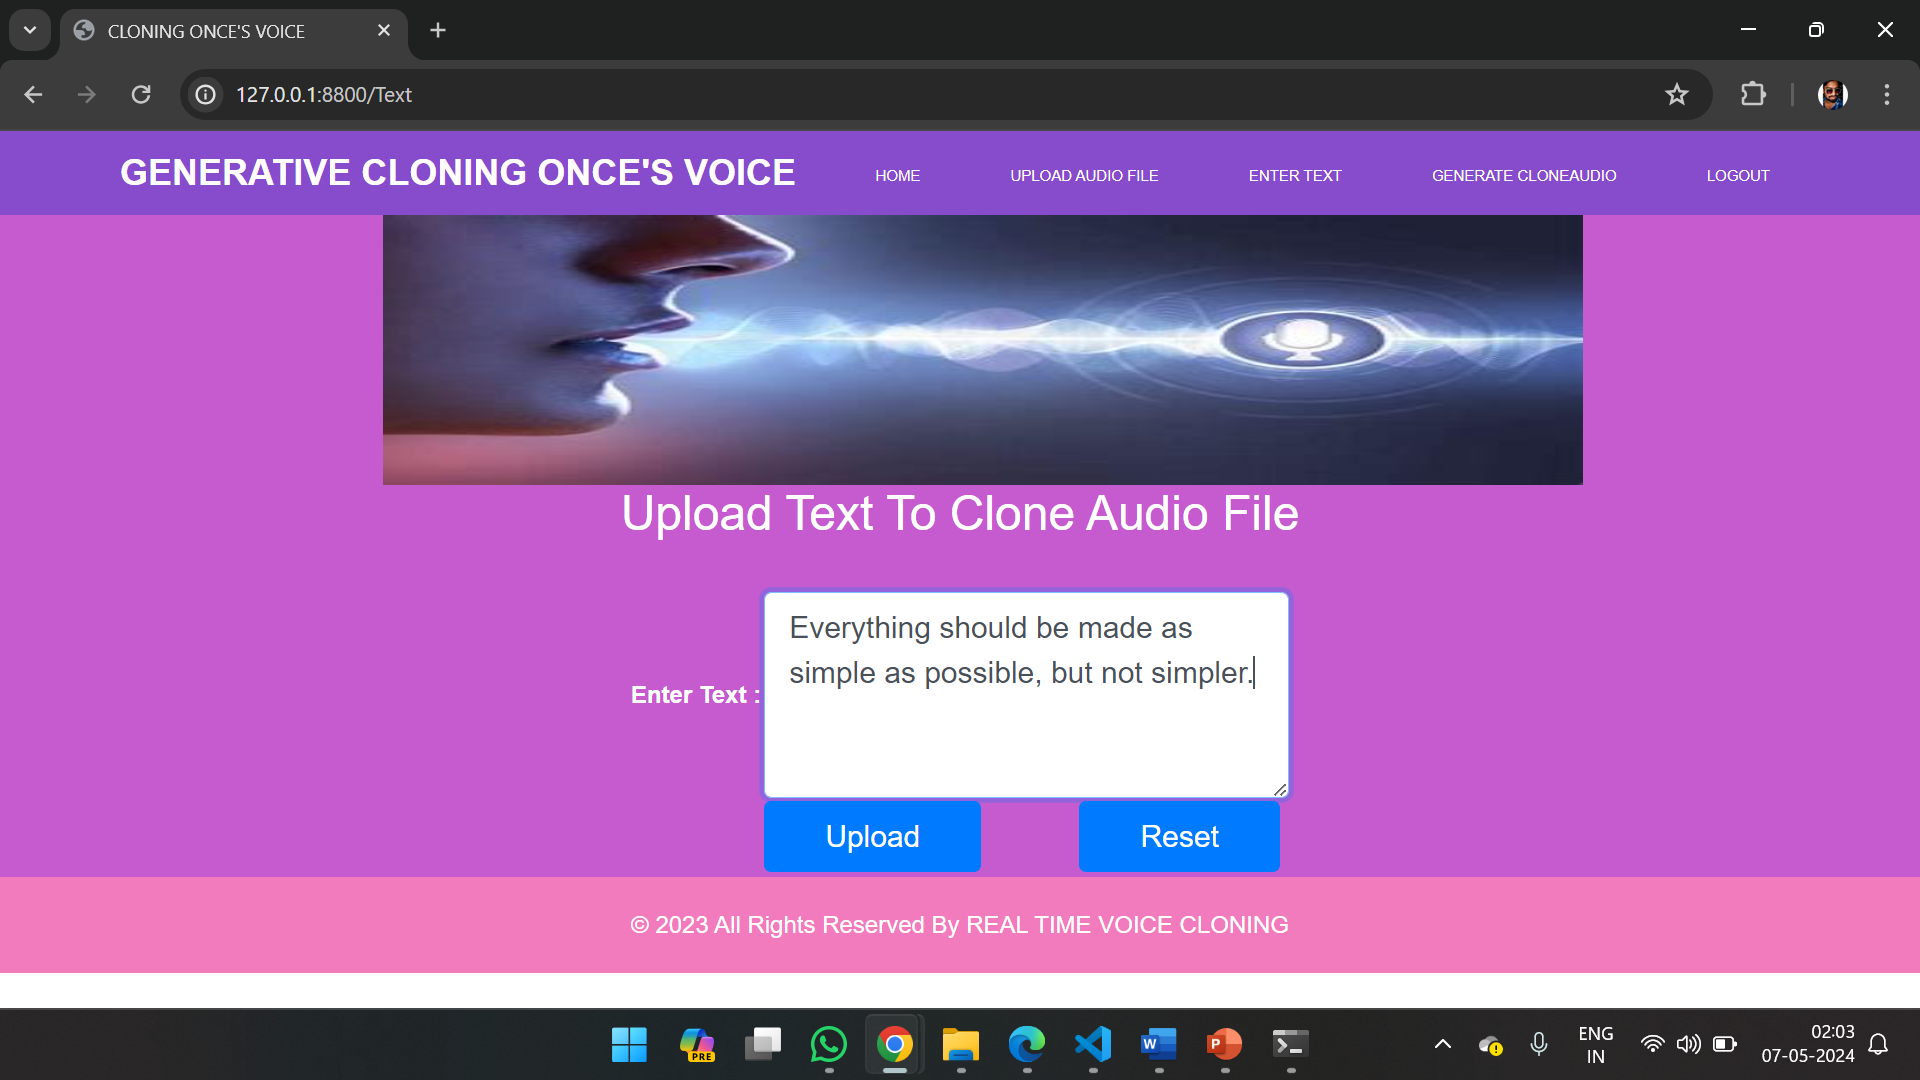 CLONING ONCE'S VOICE
127.0.0.1:8800/Text
GENERATIVE CLONING ONCE'S VOICE
HOME
UPLOAD AUDIO FILE
ENTER TEXT
GENERATE CLONEAUDIO
LOGOUT
Upload Text To Clone Audio File
Enter Text :
Everything should be made as
simple as possible, but not simpler.
Upload
Reset
© 2023 All Rights Reserved By REAL TIME VOICE CLONING
PRE
W
P
ENG
IN
02:03
07-05-2024